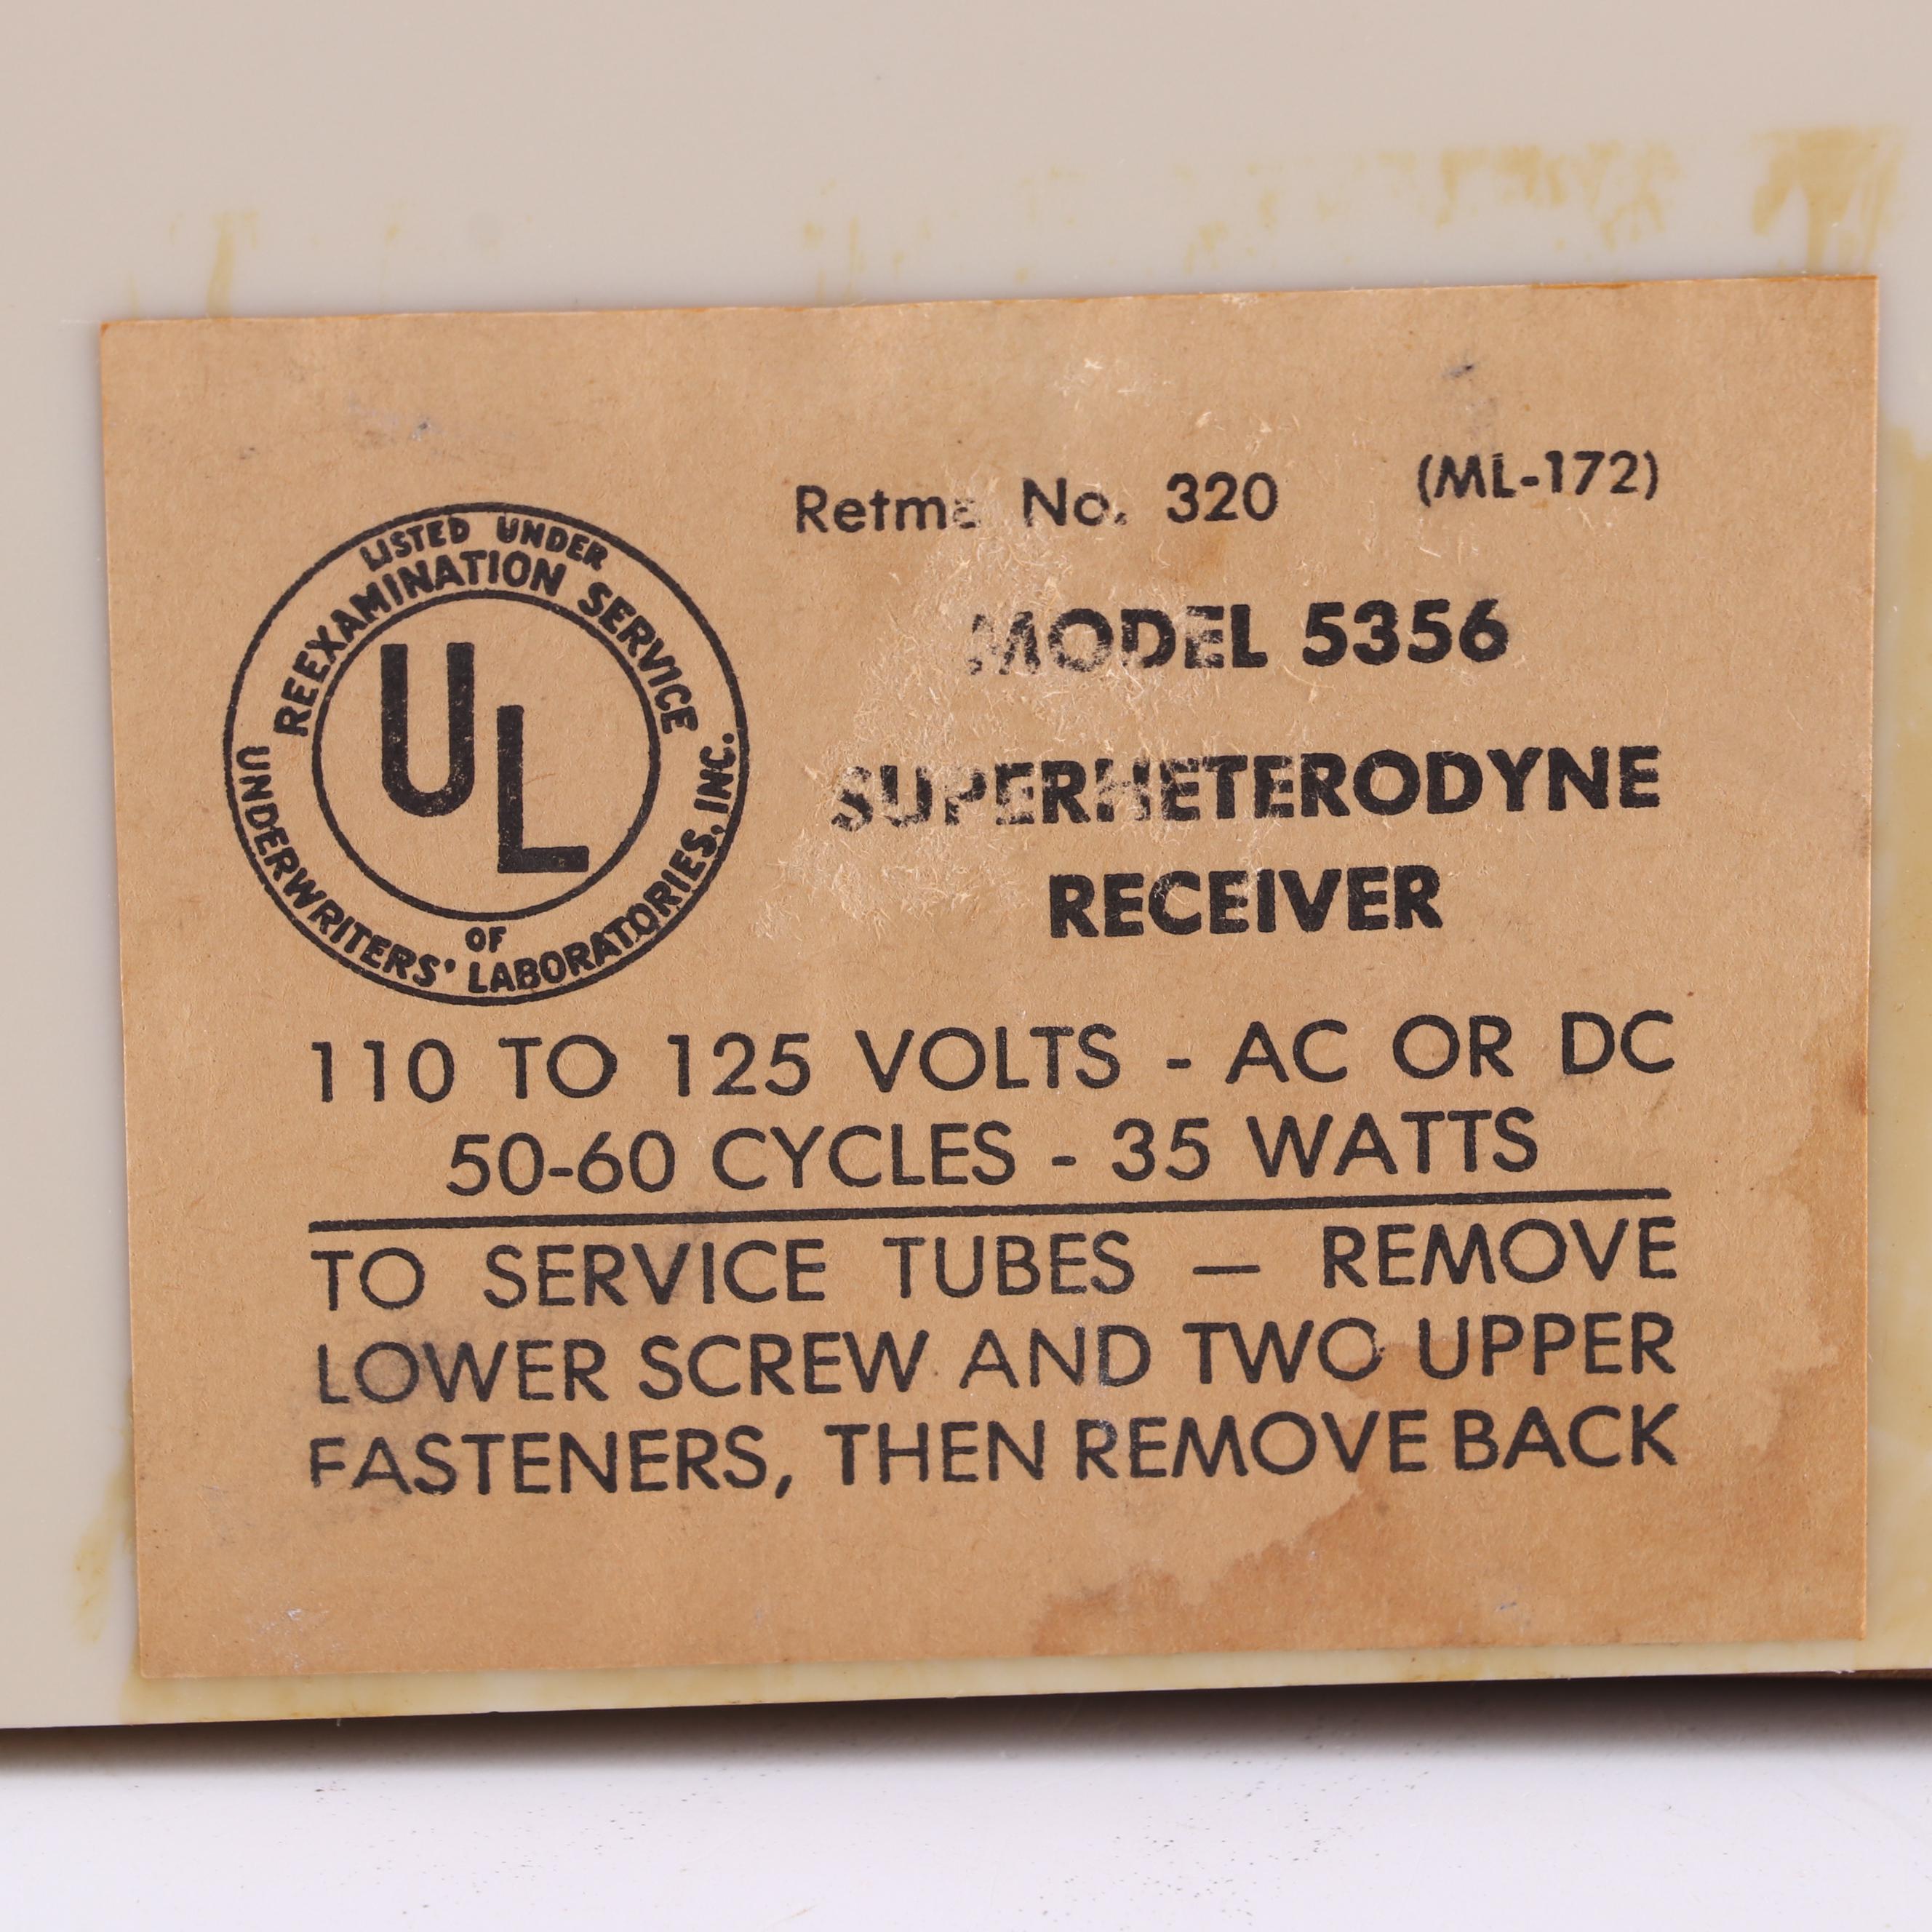 LISTED UNDER
REEXAMINATION SERVICE
UL
OF
UNDERWRITERS' LABORATORIES, INC.
Retma No. 320 (ML-172)
MODEL 5356
SUPERHETERODYNE
RECEIVER
110 TO 125 VOLTS - AC OR DC
50-60 CYCLES - 35 WATTS
TO SERVICE TUBES — REMOVE
LOWER SCREW AND TWO UPPER
FASTENERS, THEN REMOVE BACK